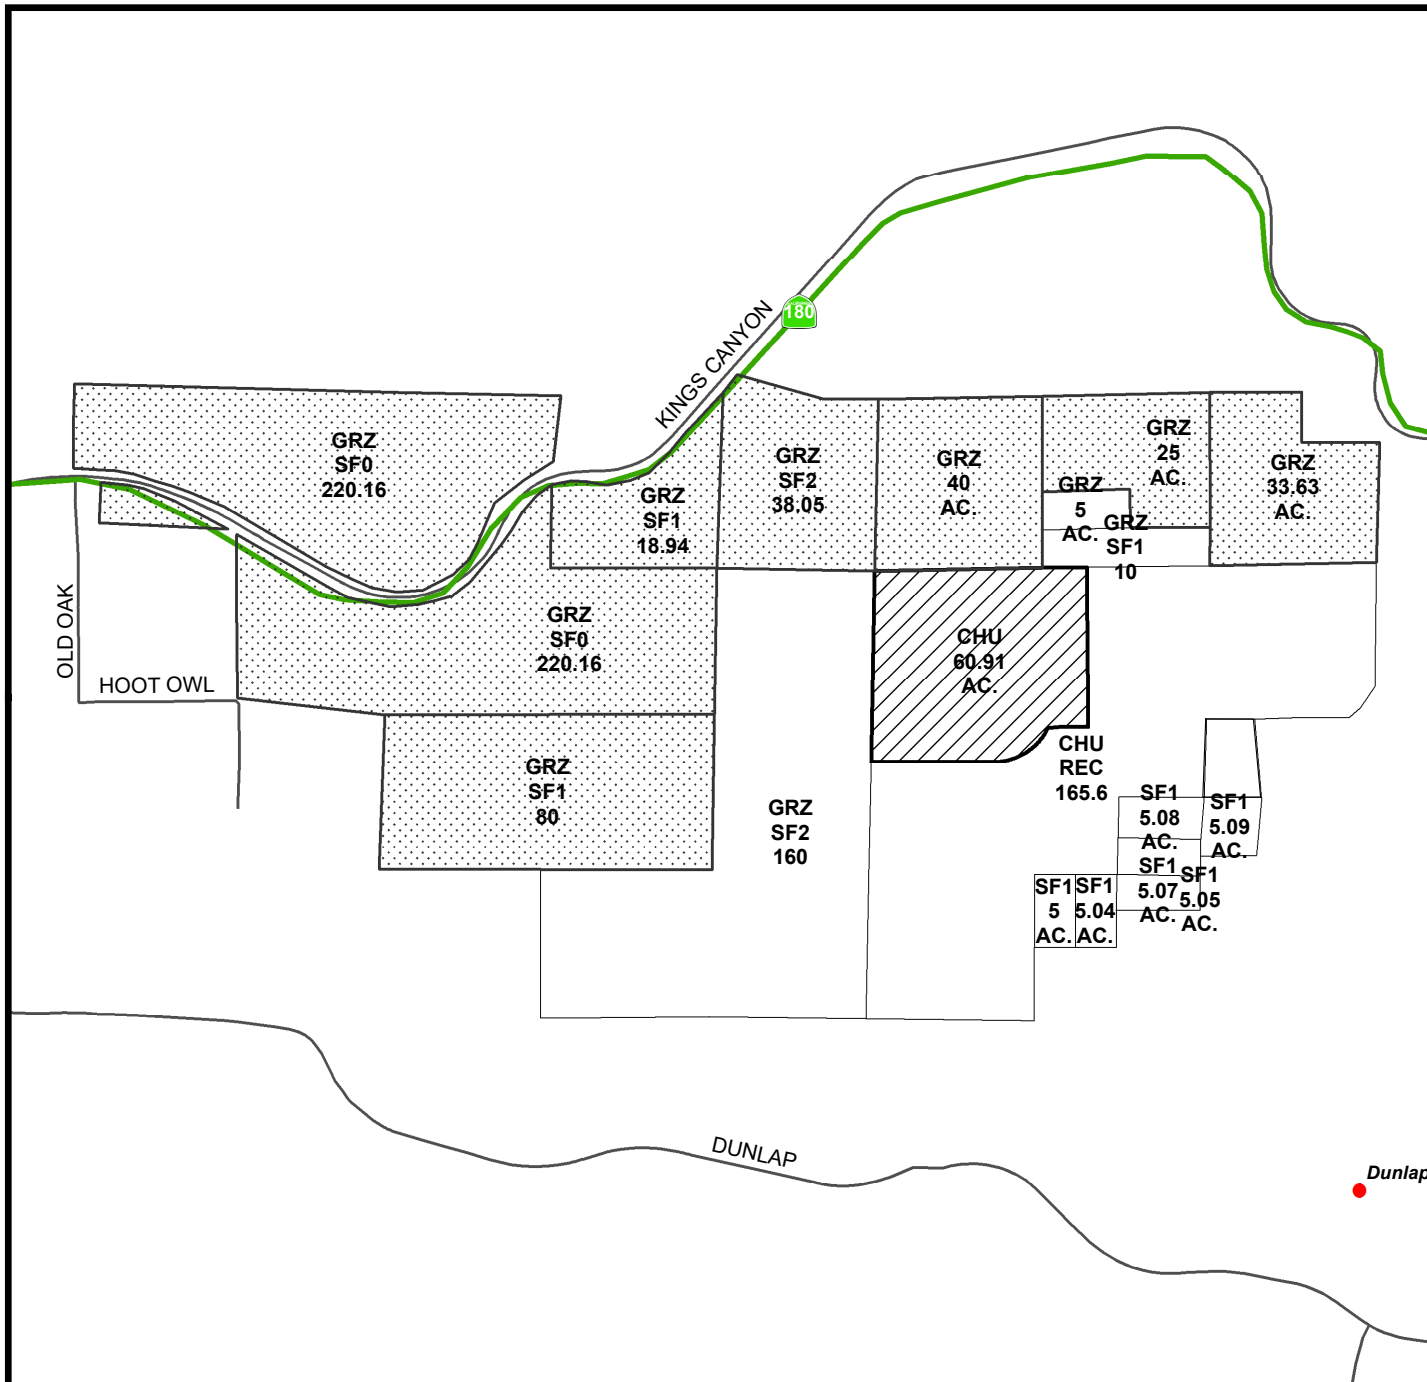 180
KINGS CANYON
GRZ
SF0
220.16
GRZ
SF1
18.94
GRZ
SF2
38.05
GRZ
40
AC.
GRZ
25
AC.
GRZ
5
AC.
GRZ
SF1
10
GRZ
33.63
AC.
OLD OAK
HOOT OWL
GRZ
SF0
220.16
CHU
60.91
AC.
GRZ
SF1
80
GRZ
SF2
160
CHU
REC
165.6
SF1
5.08
AC.
SF1
5.09
AC.
SF1
5.07
AC.
SF1
5.05
AC.
SF1
5
AC.
SF1
5.04
AC.
DUNLAP
Dunlap